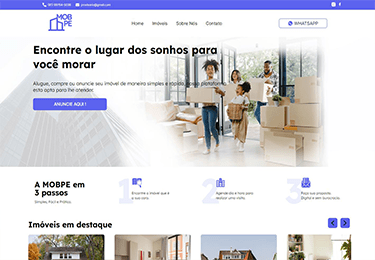 Home
Imóveis
Sobre Nós
Contato
WHATSAPP
MOB
PE
Encontre o lugar dos sonhos para
você morar
Alugue, compre ou anuncie seu imóvel de maneira simples e rápida, nossa plataforma
esta apta para lhe atender.
ANUNCIE AQUI !
A MOBPE em
3 passos
Simples, Fácil e Prático.
1
Encontre o imóvel que é
a sua cara.
2
Agende dia e hora para
realizar uma visita.
3
Faça sua proposta.
Digital e sem burocracia.
Imóveis em destaque